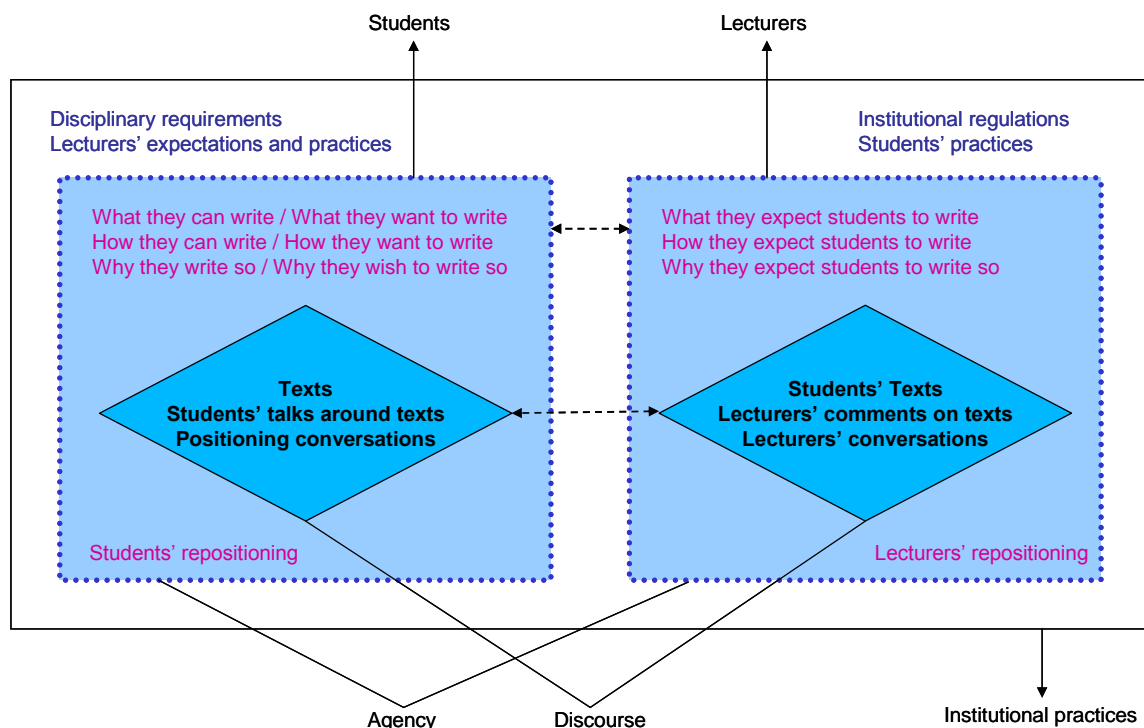 Students
Lecturers
Disciplinary requirements
Lecturers' expectations and practices
Institutional regulations
Students' practices
What they can write / What they want to write
How they can write / How they want to write
Why they write so / Why they wish to write so
What they expect students to write
How they expect students to write
Why they expect students to write so
Texts
Students' talks around texts
Positioning conversations
Students' Texts
Lecturers' comments on texts
Lecturers' conversations
Students' repositioning
Lecturers' repositioning
Agency
Discourse
Institutional practices